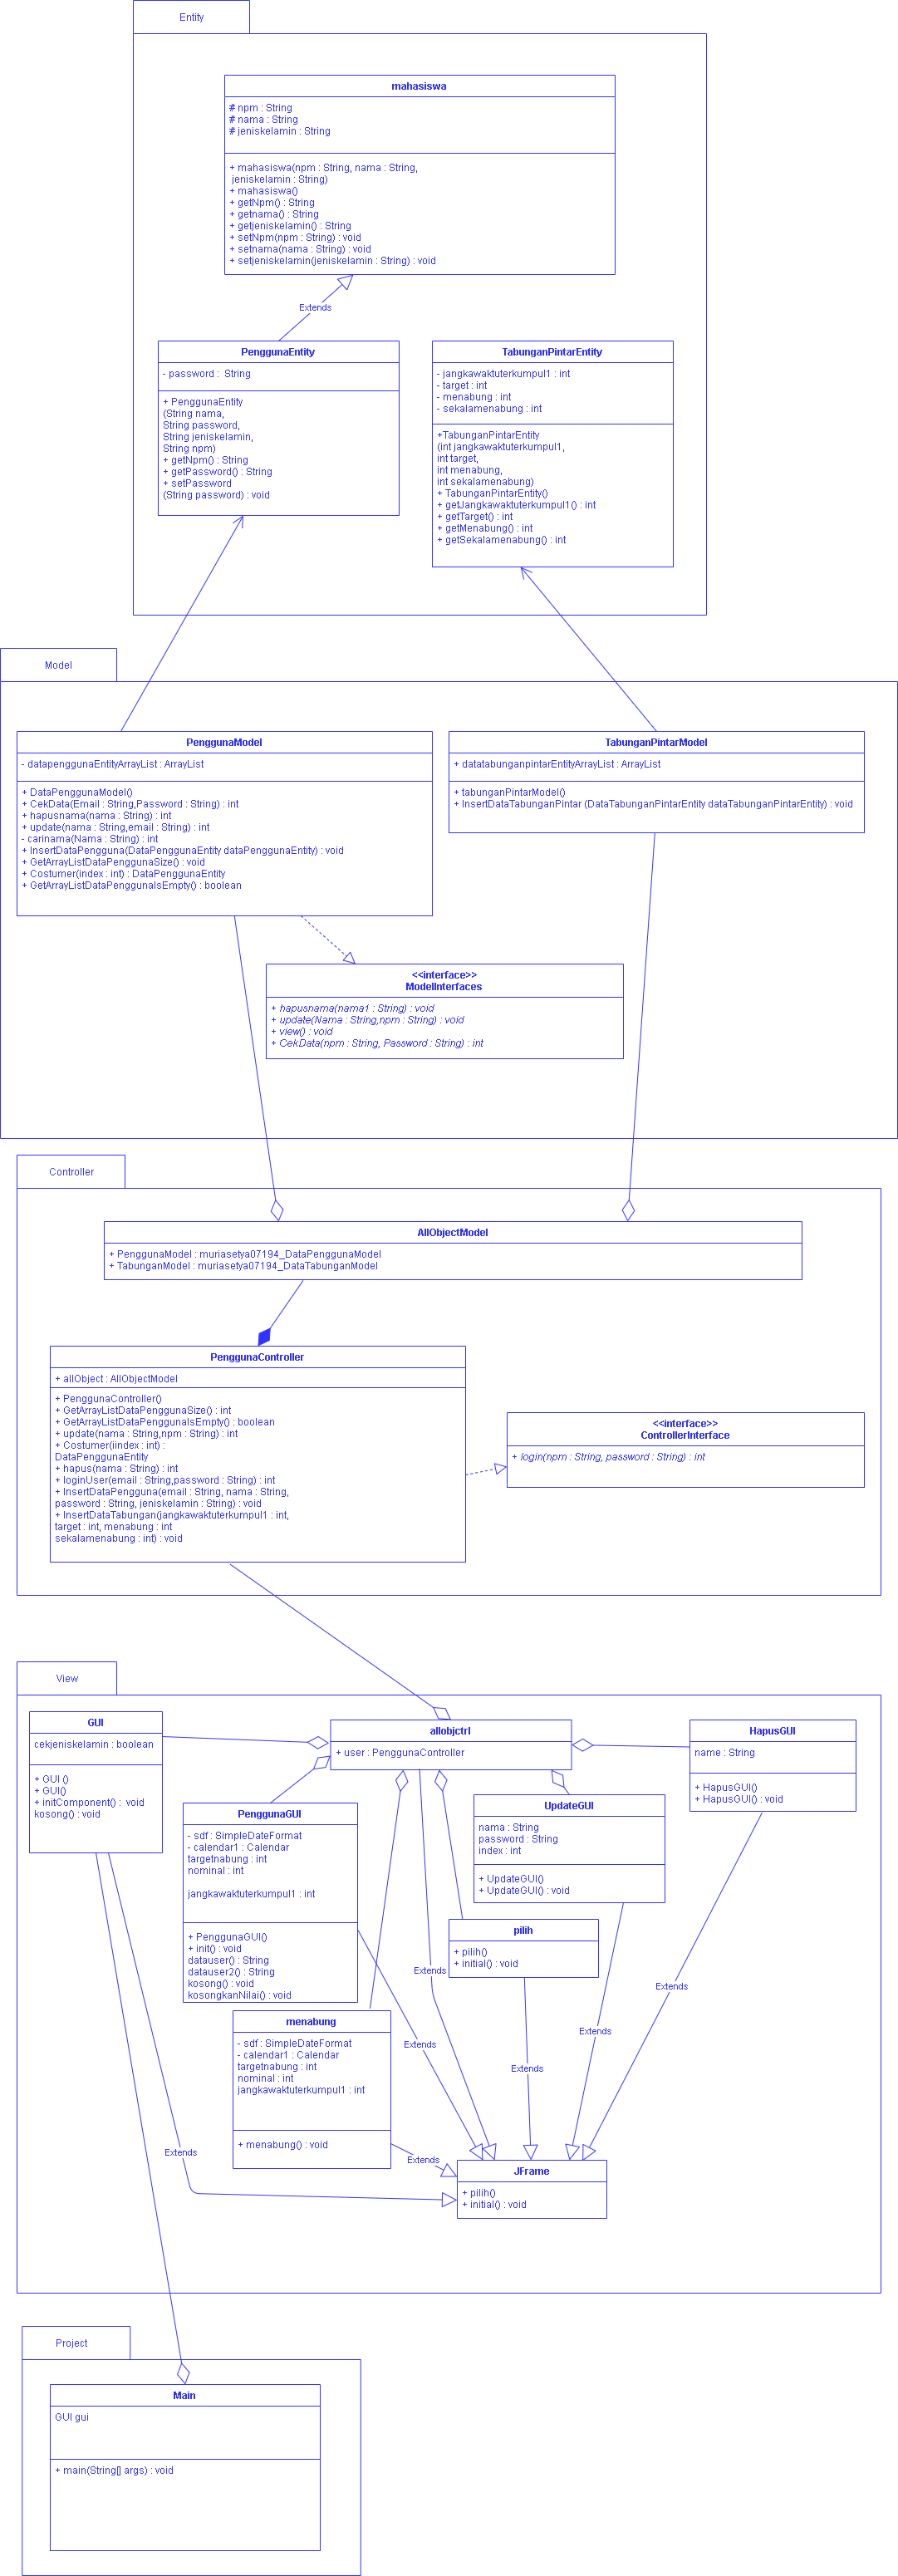 Entity
mahasiswa
# npm : String
# nama : String
# jeniskelamin : String
+ mahasiswa(npm : String, nama : String,
jeniskelamin : String)
+ mahasiswa()
+ getNpm() : String
+ getnama() : String
+ getjeniskelamin() : String
+ setNpm(npm : String) : void
+ setnama(nama : String) : void
+ setjeniskelamin(jeniskelamin : String) : void
Extends
PenggunaEntity
- password :  String
+ PenggunaEntity
(String nama,
String password,
String jeniskelamin,
String npm)
+ getNpm() : String
+ getPassword() : String
+ setPassword
(String password) : void
TabunganPintarEntity
- jangkawaktuterkumpul1 : int
- target : int
- menabung : int
- sekalamenabung : int
+TabunganPintarEntity
(int jangkawaktuterkumpul1,
int target,
int menabung,
int sekalamenabung)
+ TabunganPintarEntity()
+ getJangkawaktuterkumpul1() : int
+ getTarget() : int
+ getMenabung() : int
+ getSekalamenabung() : int
Model
PenggunaModel
- datapenggunaEntityArrayList : ArrayList
+ DataPenggunaModel()
+ CekData(Email : String,Password : String) : int
+ hapusnama(nama : String) : int
+ update(nama : String,email : String) : int
- carinama(Nama : String) : int
+ InsertDataPengguna(DataPenggunaEntity dataPenggunaEntity) : void
+ GetArrayListDataPenggunaSize() : void
+ Costumer(index : int) : DataPenggunaEntity
+ GetArrayListDataPenggunaIsEmpty() : boolean
TabunganPintarModel
+ datatabunganpintarEntityArrayList : ArrayList
+ tabunganPintarModel()
+ InsertDataTabunganPintar (DataTabunganPintarEntity dataTabunganPintarEntity) : void
<<interface>>
ModelInterfaces
+ hapusnama(nama1 : String) : void
+ update(Nama : String,npm : String) : void
+ view() : void
+ CekData(npm : String, Password : String) : int
Controller
AllObjectModel
+ PenggunaModel : muriasetya07194_DataPenggunaModel
+ TabunganModel : muriasetya07194_DataTabunganModel
PenggunaController
+ allObject : AllObjectModel
+ PenggunaController()
+ GetArrayListDataPenggunaSize() : int
+ GetArrayListDataPenggunaIsEmpty() : boolean
+ update(nama : String,npm : String) : int
+ Costumer(iindex : int) :
DataPenggunaEntity
+ hapus(nama : String) : int
+ loginUser(email : String,password : String) : int
+ InsertDataPengguna(email : String, nama : String,
password : String, jeniskelamin : String) : void
+ InsertDataTabungan(jangkawaktuterkumpul1 : int,
target : int, menabung : int
sekalamenabung : int) : void
<<interface>>
ControllerInterface
+ login(npm : String, password : String) : int
View
GUI
cekjeniskelamin : boolean
+ GUI ()
+ GUI()
+ initComponent() :  void
kosong() : void
allobjctrl
+ user : PenggunaController
HapusGUI
name : String
+ HapusGUI()
+ HapusGUI() : void
PenggunaGUI
- sdf : SimpleDateFormat
- calendar1 : Calendar
targetnabung : int
nominal : int
jangkawaktuterkumpul1 : int
+ PenggunaGUI()
+ init() : void
datauser() : String
datauser2() : String
kosong() : void
kosongkanNilai() : void
UpdateGUI
nama : String
password : String
index : int
+ UpdateGUI()
+ UpdateGUI() : void
pilih
+ pilih()
+ initial() : void
Extends
Extends
menabung
- sdf : SimpleDateFormat
- calendar1 : Calendar
targetnabung : int
nominal : int
jangkawaktuterkumpul1 : int
+ menabung() : void
Extends
Extends
Extends
Extends
Extends
JFrame
+ pilih()
+ initial() : void
Project
Main
GUI gui
+ main(String[] args) : void